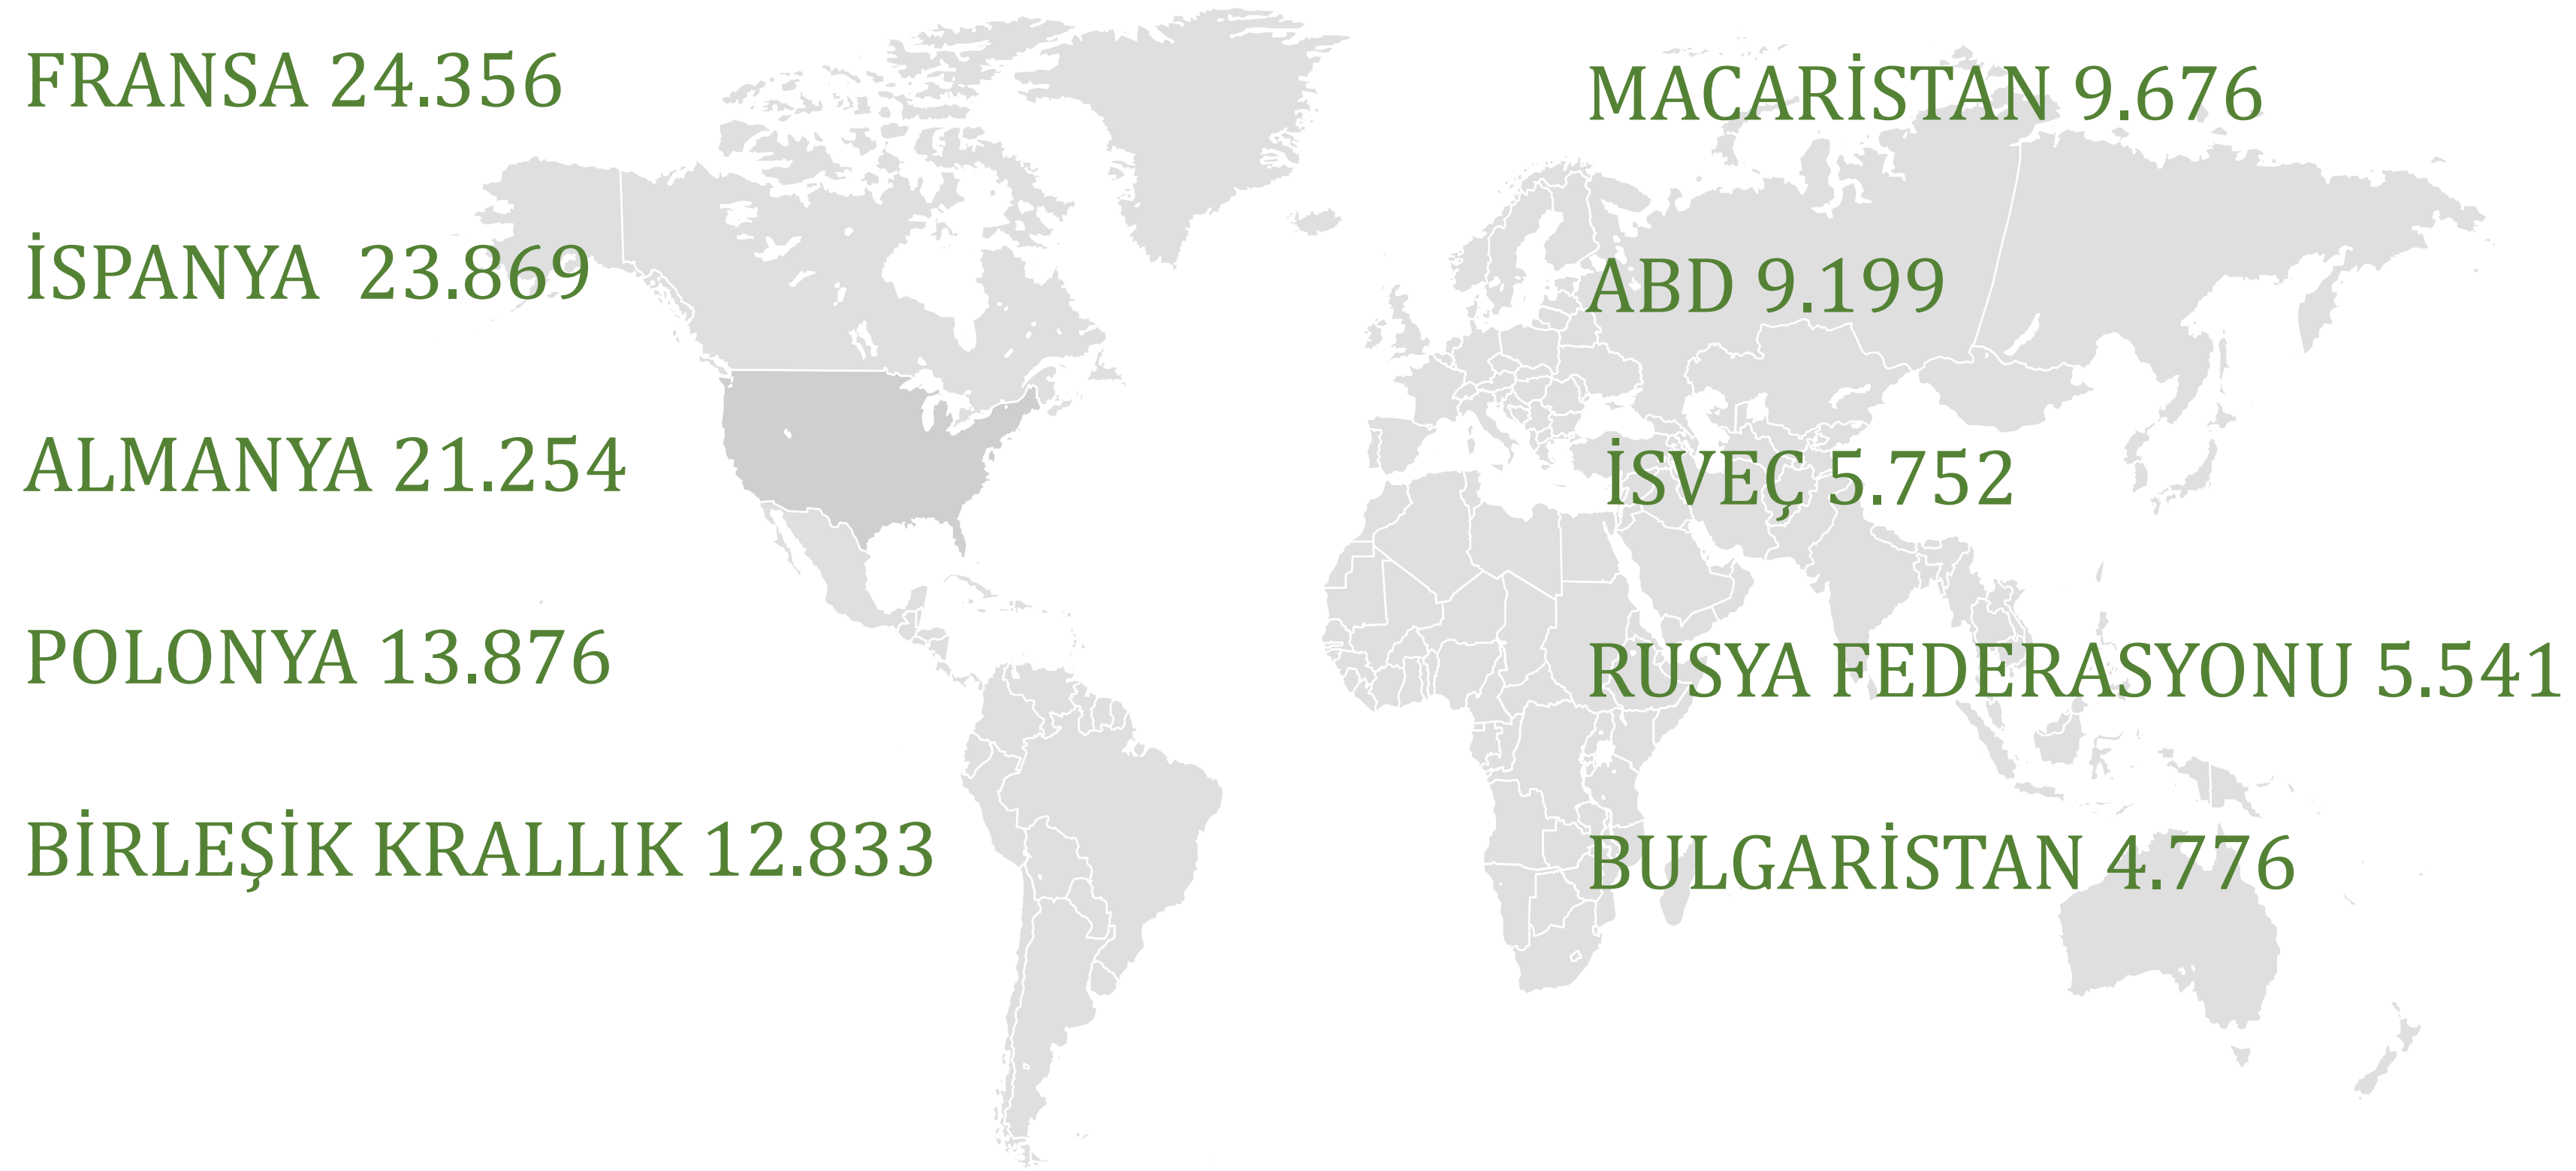 FRANSA 24.356
İSPANYA 23.869
ALMANYA 21.254
POLONYA 13.876
BİRLEŞİK KRALLIK 12.833
MACARİSTAN 9.676
ABD 9.199
İSVEÇ 5.752
RUSYA FEDERASYONU 5.541
BULGARİSTAN 4.776